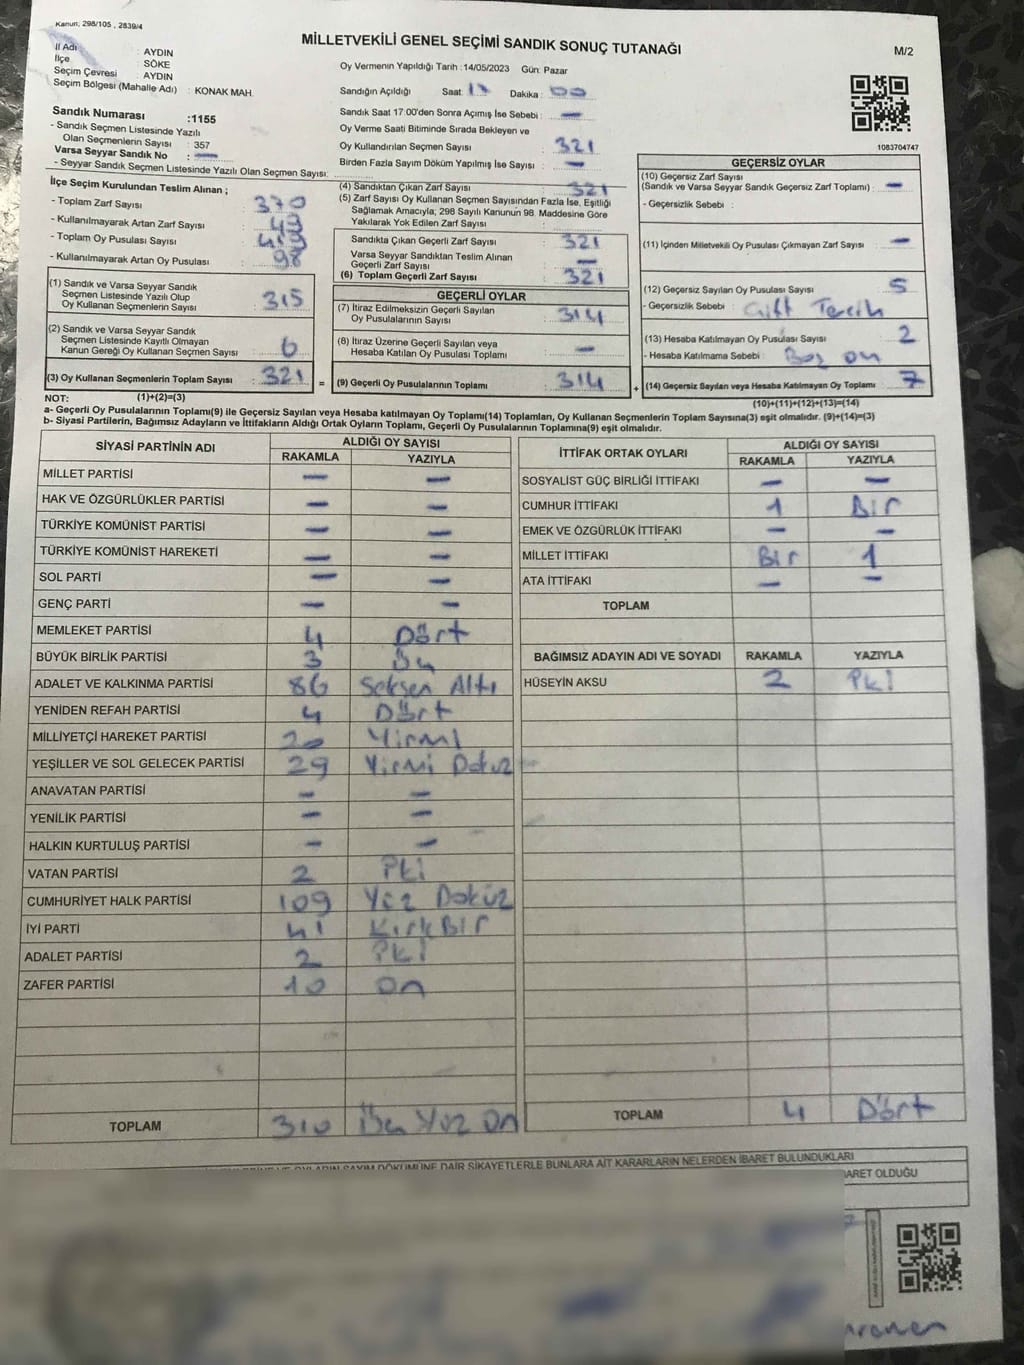 Kanun, 298/105 , 2839/4
MİLLETVEKİLİ GENEL SEÇİMİ SANDIK SONUÇ TUTANAĞI
M/2
İl Adı : AYDIN
İlçe : SÖKE
Seçim Çevresi : AYDIN
Seçim Bölgesi (Mahalle Adı) : KONAK MAH.
Oy Vermenin Yapıldığı Tarih :14/05/2023 Gün: Pazar
Sandığın Açıldığı Saat 17 Dakika : 00
Sandık Numarası :1155
- Sandık Seçmen Listesinde Yazılı
Olan Seçmenlerin Sayısı : 357
Varsa Seyyar Sandık No : —
- Seyyar Sandık Seçmen Listesinde Yazılı Olan Seçmen Sayısı:
Sandık Saat 17.00'den Sonra Açımış İse Sebebi : —
Oy Verme Saati Bitiminde Sırada Bekleyen ve
Oy Kullandırılan Seçmen Sayısı : 321
Birden Fazla Sayım Döküm Yapılmış İse Sayısı : —
1083704747
İlçe Seçim Kurulundan Teslim Alınan ;
- Toplam Zarf Sayısı : 370
- Kullanılmayarak Artan Zarf Sayısı : 49
- Toplam Oy Pusulası Sayısı : 419
- Kullanılmayarak Artan Oy Pusulası : 98
(1) Sandık ve Varsa Seyyar Sandık
Seçmen Listesinde Yazılı Olup
Oy Kullanan Seçmenlerin Sayısı : 315
(2) Sandık ve Varsa Seyyar Sandık
Seçmen Listesinde Kayıtlı Olmayan
Kanun Gereği Oy Kullanan Seçmen Sayısı : 6
(3) Oy Kullanan Seçmenlerin Toplam Sayısı : 321 =
(4) Sandıktan Çıkan Zarf Sayısı : 321
(5) Zarf Sayısı Oy Kullanan Seçmen Sayısından Fazla İse, Eşitliği
Sağlamak Amacıyla; 298 Sayılı Kanunun 98. Maddesine Göre
Yakılarak Yok Edilen Zarf Sayısı :
Sandıkta Çıkan Geçerli Zarf Sayısı : 321
Varsa Seyyar Sandıktan Teslim Alınan
Geçerli Zarf Sayısı : —
(6) Toplam Geçerli Zarf Sayısı : 321
GEÇERLİ OYLAR
(7) İtiraz Edilmeksizin Geçerli Sayılan
Oy Pusulalarının Sayısı : 314
(8) İtiraz Üzerine Geçerli Sayılan veya
Hesaba Katılan Oy Pusulası Toplamı : —
(9) Geçerli Oy Pusulalarının Toplamı : 314 +
GEÇERSİZ OYLAR
(10) Geçersiz Zarf Sayısı
(Sandık ve Varsa Seyyar Sandık Geçersiz Zarf Toplamı) : —
- Geçersizlik Sebebi :
(11) İçinden Milletvekili Oy Pusulası Çıkmayan Zarf Sayısı : —
(12) Geçersiz Sayılan Oy Pusulası Sayısı : 5
- Geçersizlik Sebebi : Çift Tercih
(13) Hesaba Katılmayan Oy Pusulası Sayısı : 2
- Hesaba Katılmama Sebebi : Boş
(14) Geçersiz Sayılan veya Hesaba Katılmayan Oy Toplamı : 7
NOT: (1)+(2)=(3)
(10)+(11)+(12)+(13)=(14)
a- Geçerli Oy Pusulalarının Toplamı(9) ile Geçersiz Sayılan veya Hesaba katılmayan Oy Toplamı(14) Toplamları, Oy Kullanan Seçmenlerin Toplam Sayısına(3) eşit olmalıdır. (9)+(14)=(3)
b- Siyasi Partilerin, Bağımsız Adayların ve İttifakların Aldığı Ortak Oyların Toplamı, Geçerli Oy Pusulalarının Toplamına(9) eşit olmalıdır.
SİYASİ PARTİNİN ADI ALDIĞI OY SAYISI
RAKAMLA YAZIYLA
MİLLET PARTİSİ — —
HAK VE ÖZGÜRLÜKLER PARTİSİ — —
TÜRKİYE KOMÜNİST PARTİSİ — —
TÜRKİYE KOMÜNİST HAREKETİ — —
SOL PARTİ — —
GENÇ PARTİ — —
MEMLEKET PARTİSİ 4 Dört
BÜYÜK BİRLİK PARTİSİ 3 Üç
ADALET VE KALKINMA PARTİSİ 86 Seksen Altı
YENİDEN REFAH PARTİSİ 4 Dört
MİLLİYETÇİ HAREKET PARTİSİ 20 Yirmi
YEŞİLLER VE SOL GELECEK PARTİSİ 29 Yirmi Dokuz
ANAVATAN PARTİSİ — —
YENİLİK PARTİSİ — —
HALKIN KURTULUŞ PARTİSİ — —
VATAN PARTİSİ 2 İki
CUMHURİYET HALK PARTİSİ 109 Yüz Dokuz
İYİ PARTİ 41 Kırk Bir
ADALET PARTİSİ 2 İki
ZAFER PARTİSİ 10 On
TOPLAM 310 Üç Yüz On
İTTİFAK ORTAK OYLARI ALDIĞI OY SAYISI
RAKAMLA YAZIYLA
SOSYALİST GÜÇ BİRLİĞİ İTTİFAKI — —
CUMHUR İTTİFAKI 1 Bir
EMEK VE ÖZGÜRLÜK İTTİFAKI — —
MİLLET İTTİFAKI Bir 1
ATA İTTİFAKI — —
TOPLAM
BAĞIMSIZ ADAYIN ADI VE SOYADI RAKAMLA YAZIYLA
HÜSEYİN AKSU 2 İki
TOPLAM 4 Dört
OYLARIN SAYIM DÖKÜMÜNE DAİR ŞİKAYETLERLE BUNLARA AİT KARARLARIN NELERDEN İBARET BULUNDUKLARI
BARET OLDUĞU